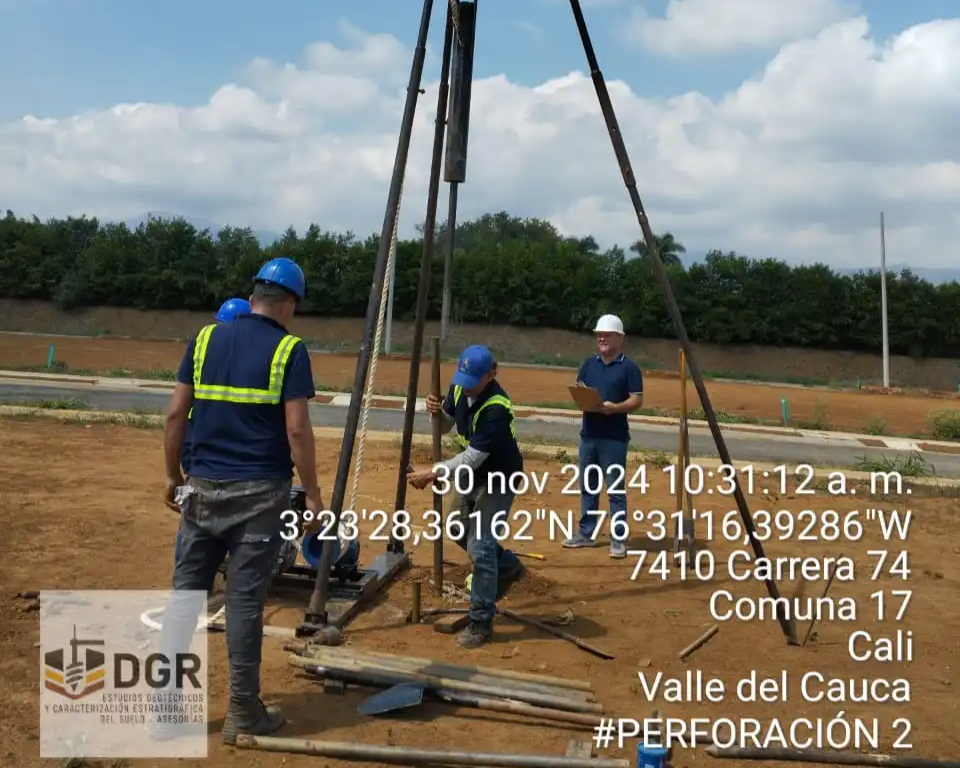 30 nov 2024 10:31:12 a. m.
3°23'28,36162"N 76°31'16,39286"W
7410 Carrera 74
Comuna 17
Cali
Valle del Cauca
#PERFORACIÓN 2
DGR
ESTUDIOS GEOTÉCNICOS
Y CARACTERIZACIÓN ESTRATIGRÁFICA
DEL SUELO - ASESORÍAS